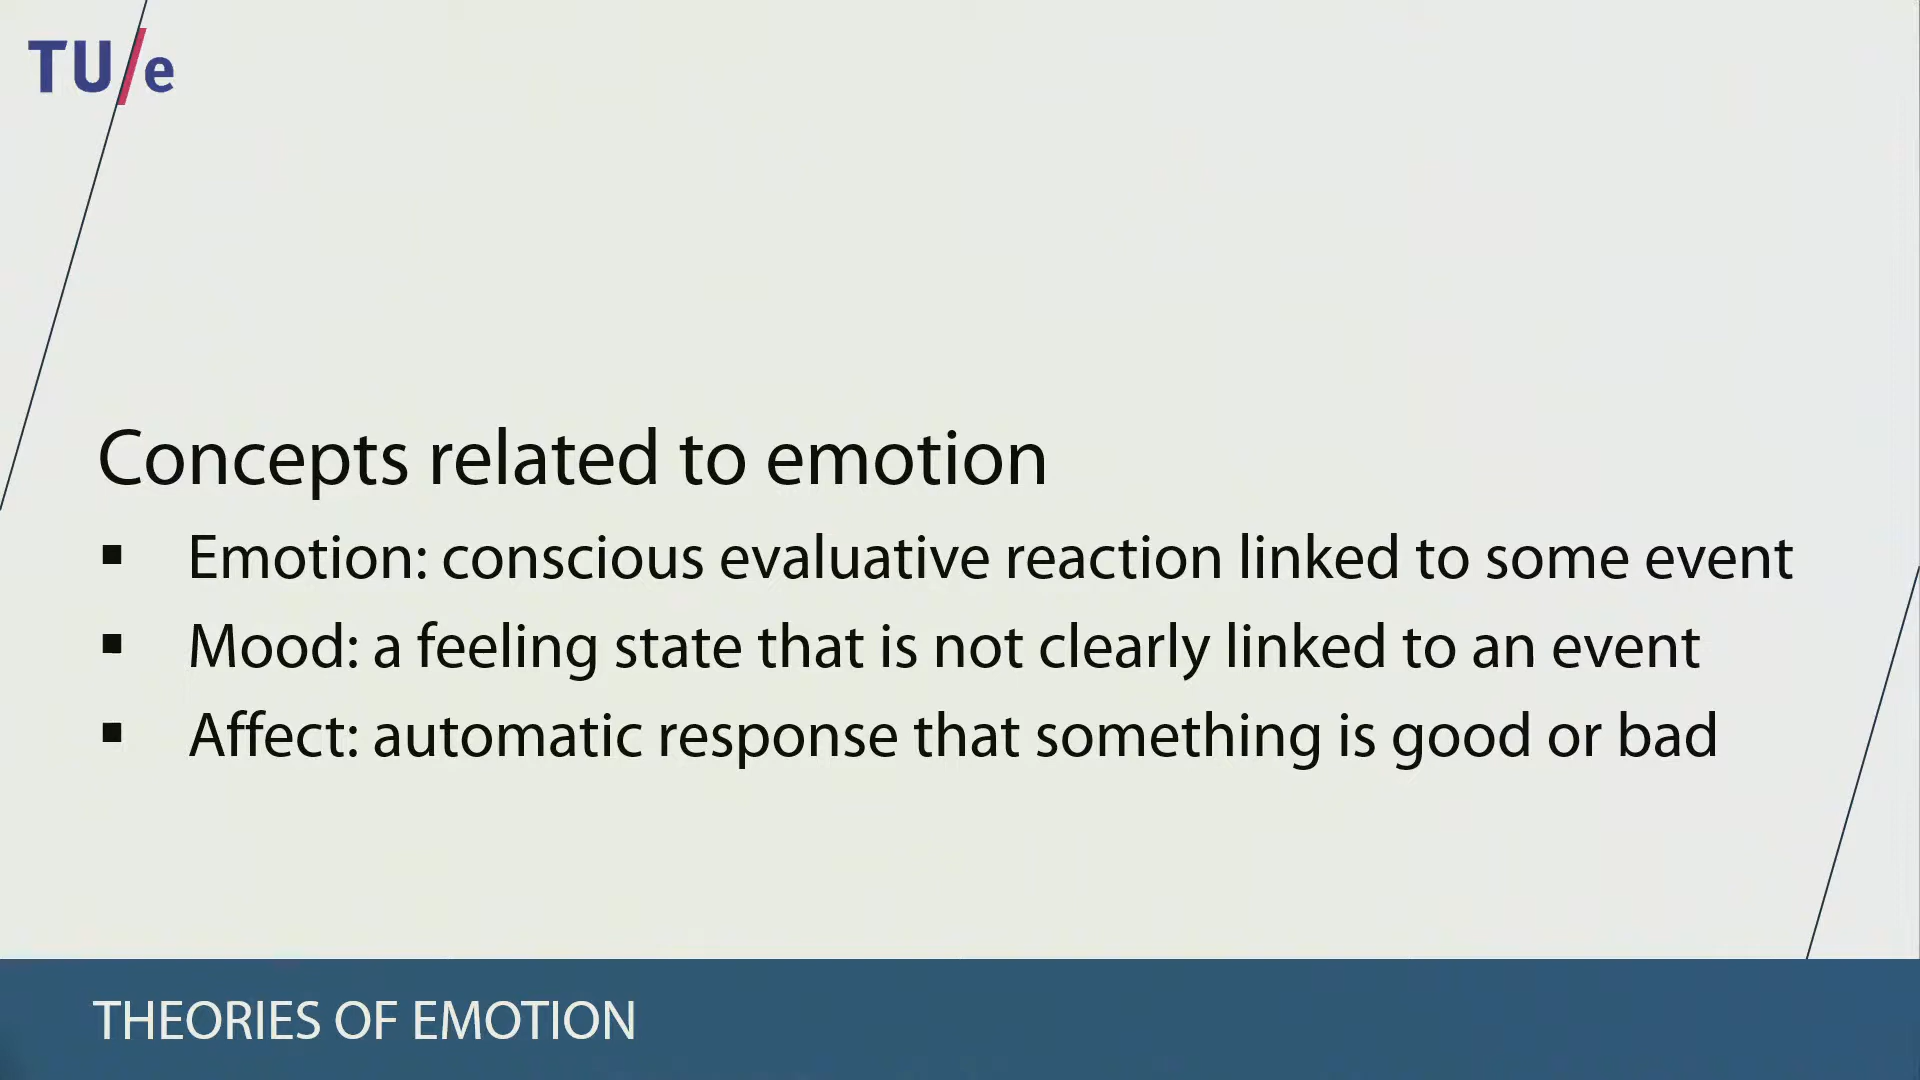 TU/e
Concepts related to emotion
▪ Emotion: conscious evaluative reaction linked to some event
▪ Mood: a feeling state that is not clearly linked to an event
▪ Affect: automatic response that something is good or bad
THEORIES OF EMOTION